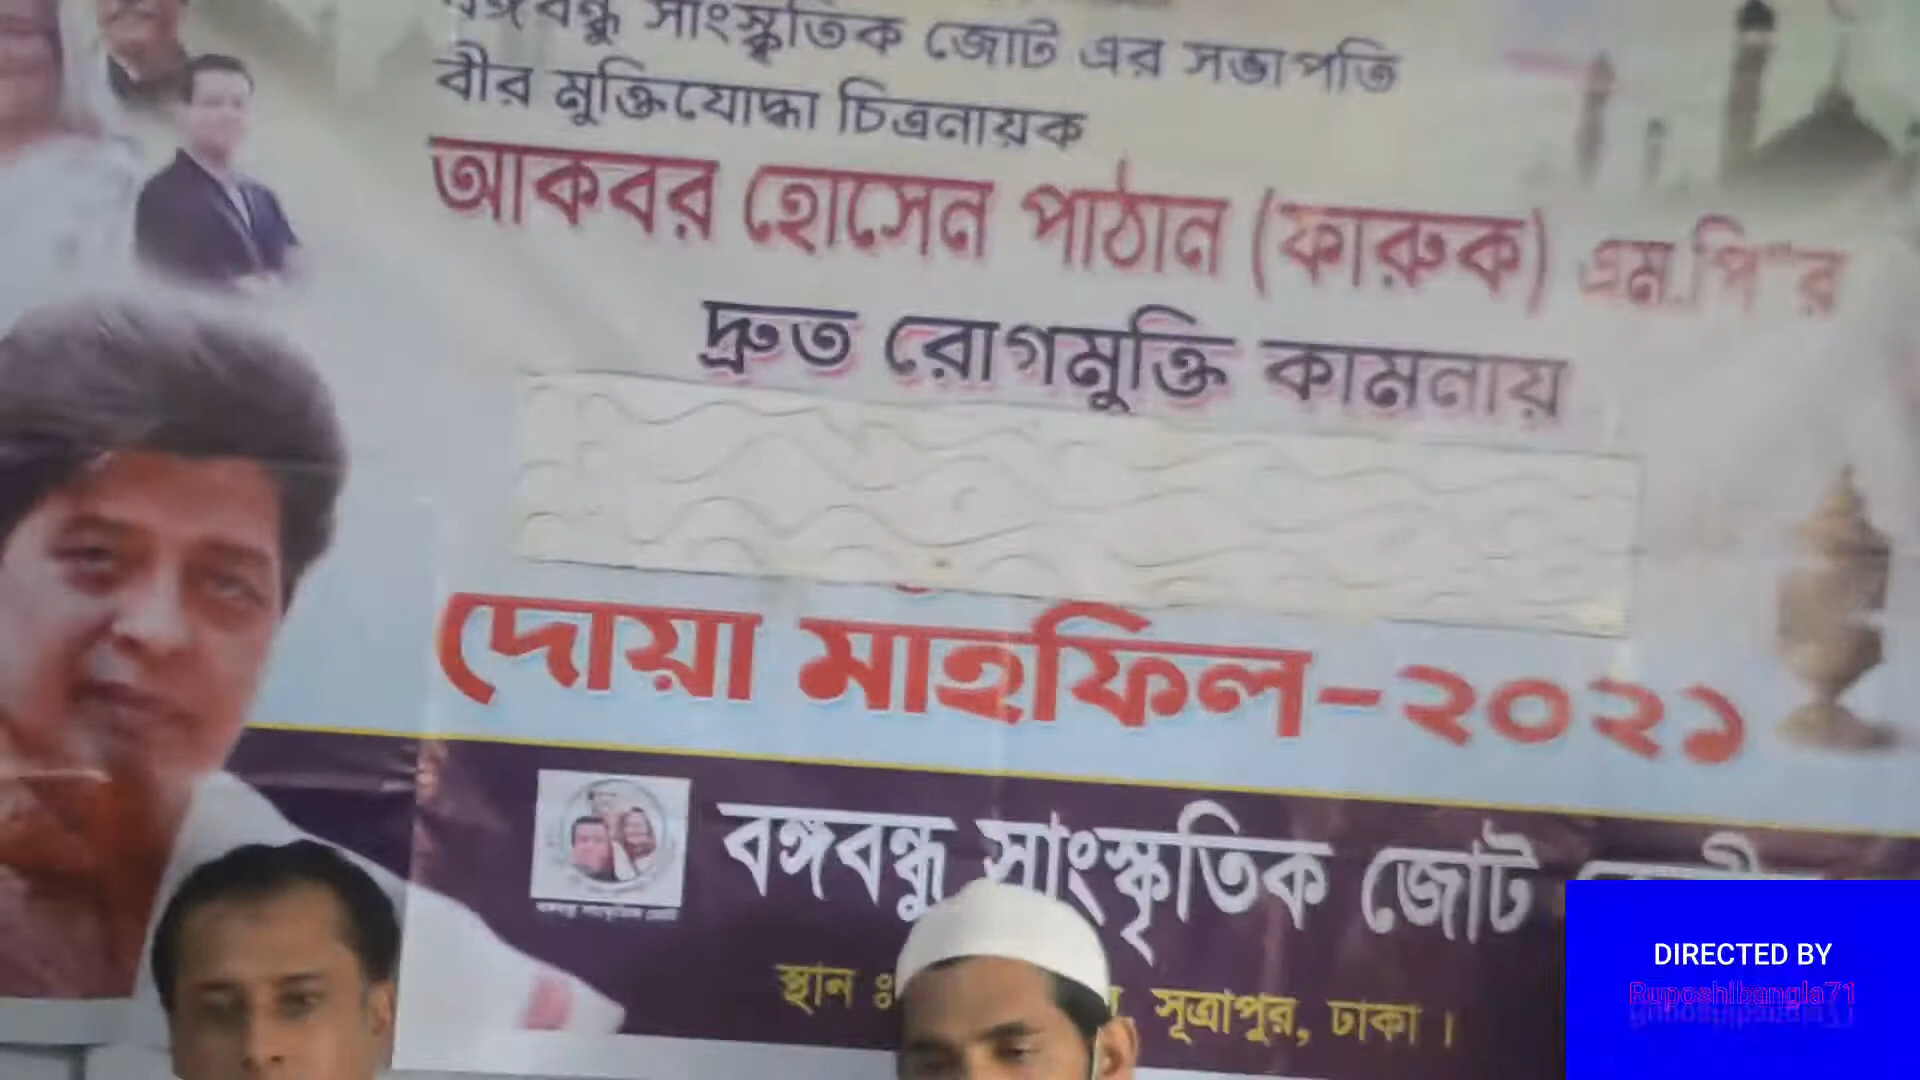 বঙ্গবন্ধু সাংস্কৃতিক জোট এর সভাপতি
বীর মুক্তিযোদ্ধা চিত্রনায়ক
আকবর হোসেন পাঠান (ফারুক) এম.পি'র
দ্রুত রোগমুক্তি কামনায়
দোয়া মাহফিল-২০২১
বঙ্গবন্ধু সাংস্কৃতিক জোট
স্থান ঃ সূত্রাপুর, ঢাকা।
DIRECTED BY
Ruposhibangla71